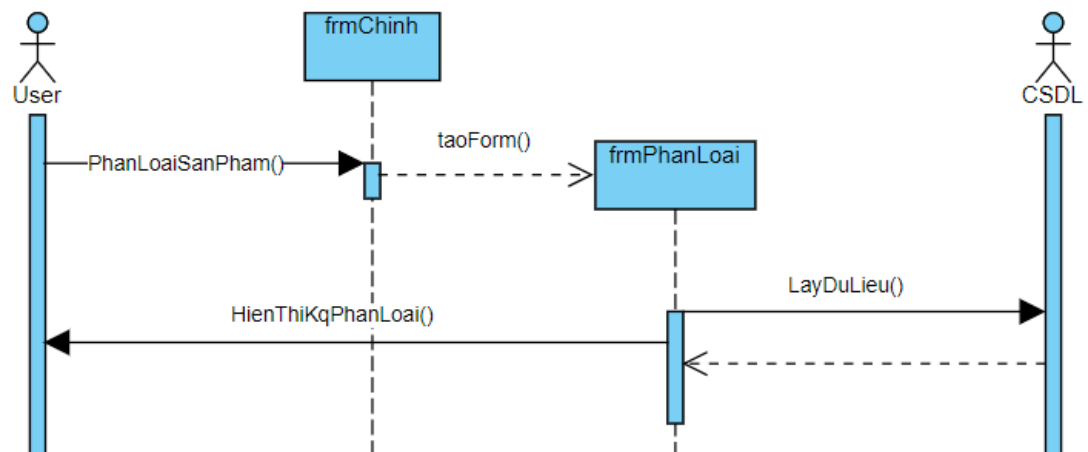 frmChinh
User
CSDL
taoForm()
PhanLoaiSanPham()
frmPhanLoai
LayDuLieu()
HienThiKqPhanLoai()